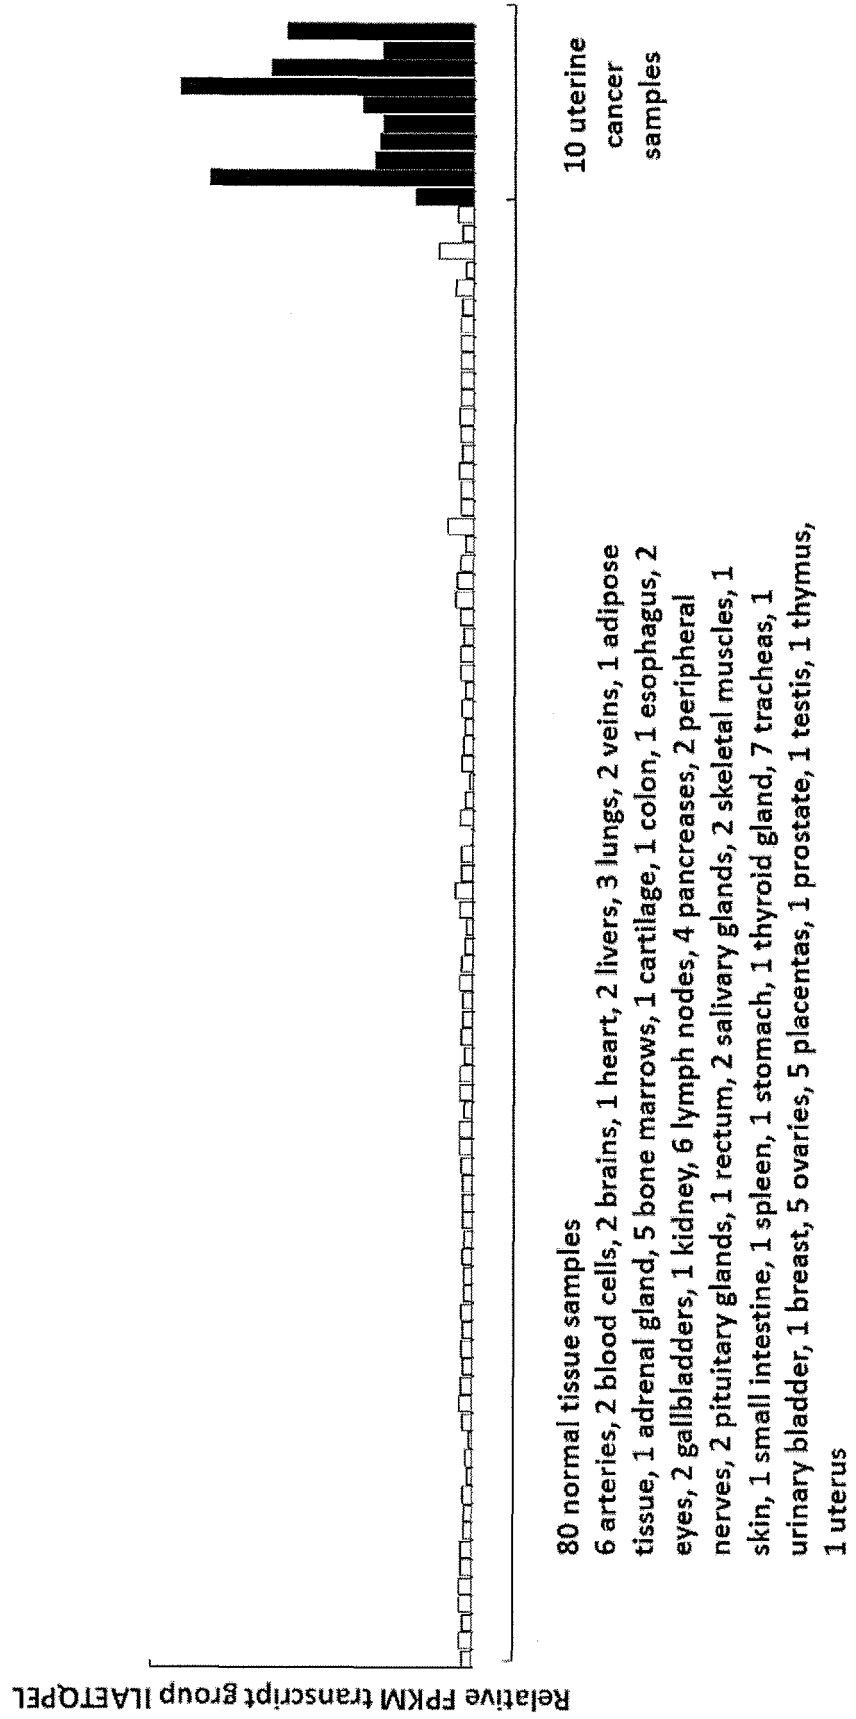 Relative FPKM transcript group ILAETQPEL
80 normal tissue samples
6 arteries, 2 blood cells, 2 brains, 1 heart, 2 livers, 3 lungs, 2 veins, 1 adipose
tissue, 1 adrenal gland, 5 bone marrows, 1 cartilage, 1 colon, 1 esophagus, 2
eyes, 2 gallbladders, 1 kidney, 6 lymph nodes, 4 pancreases, 2 peripheral
nerves, 2 pituitary glands, 1 rectum, 2 salivary glands, 2 skeletal muscles, 1
skin, 1 small intestine, 1 spleen, 1 stomach, 1 thyroid gland, 7 tracheas, 1
urinary bladder, 1 breast, 5 ovaries, 5 placentas, 1 prostate, 1 testis, 1 thymus,
1 uterus
10 uterine
cancer
samples